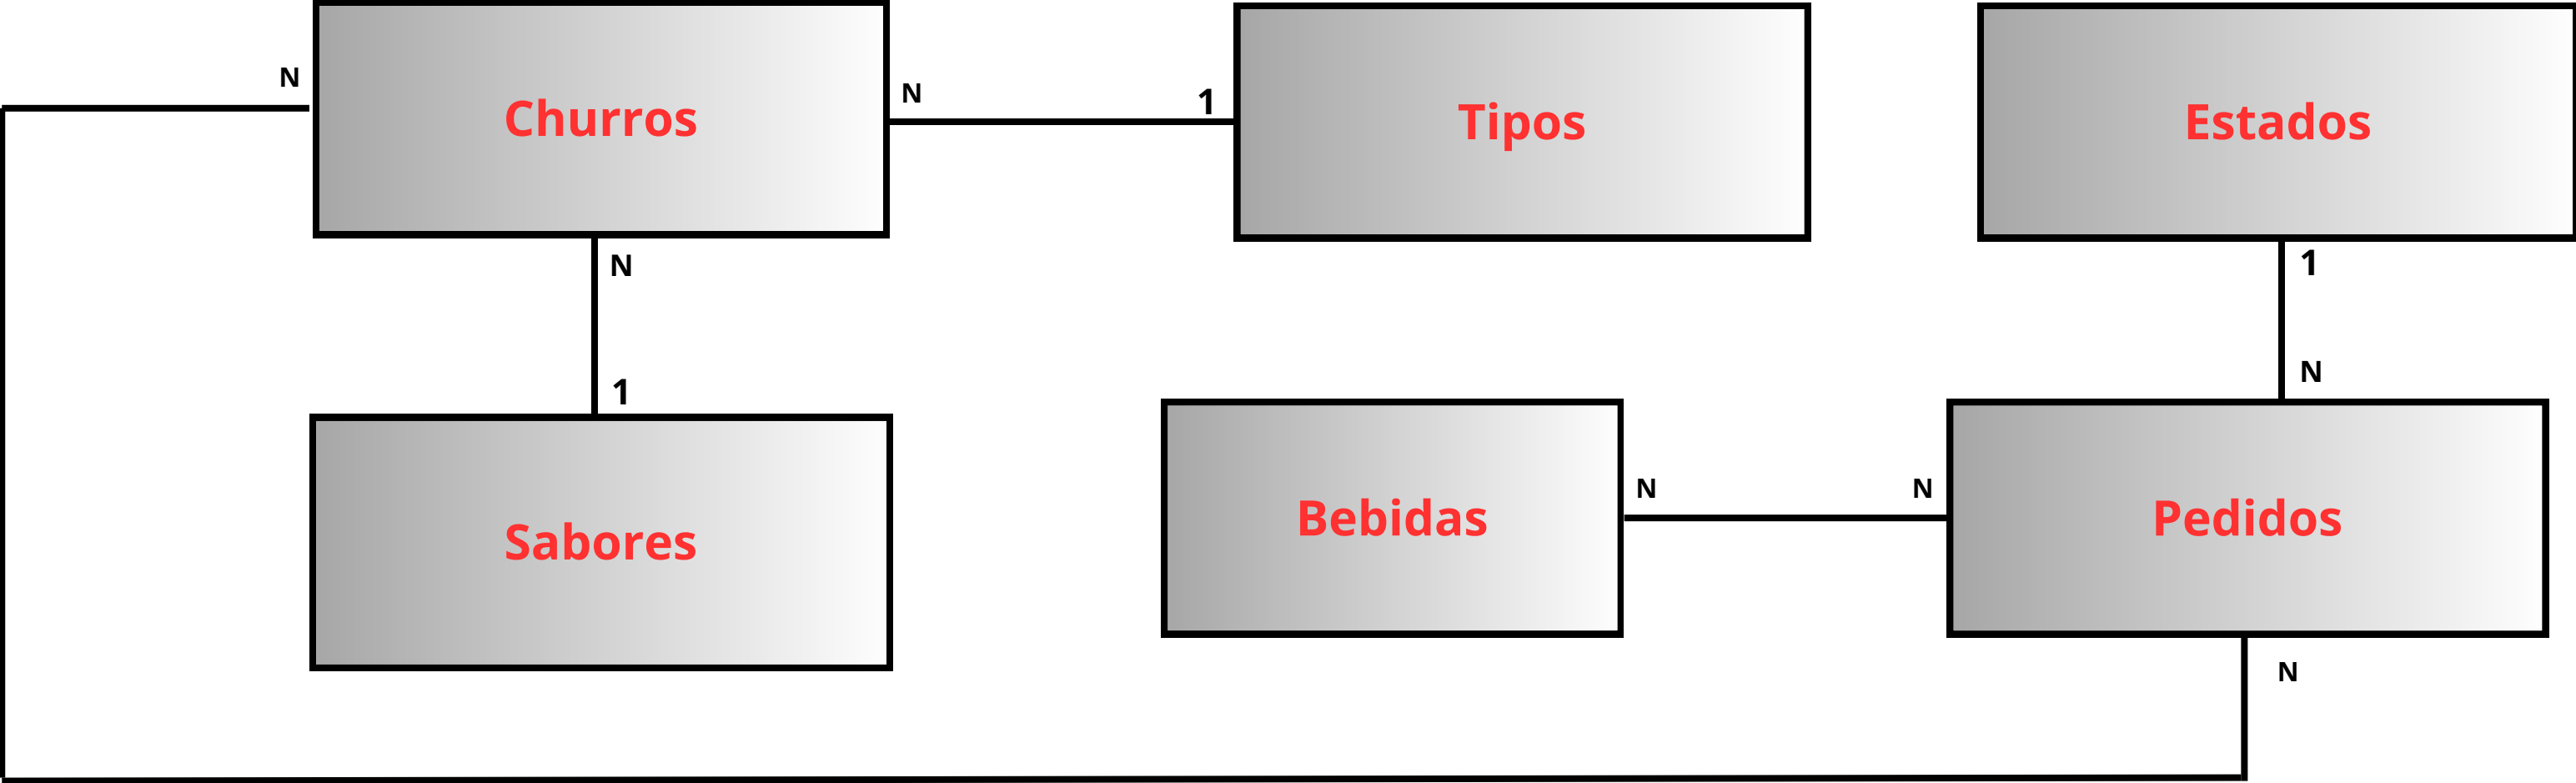 N
Churros
N
1
Tipos
Estados
N
1
1
N
Sabores
Bebidas
N
N
Pedidos
N